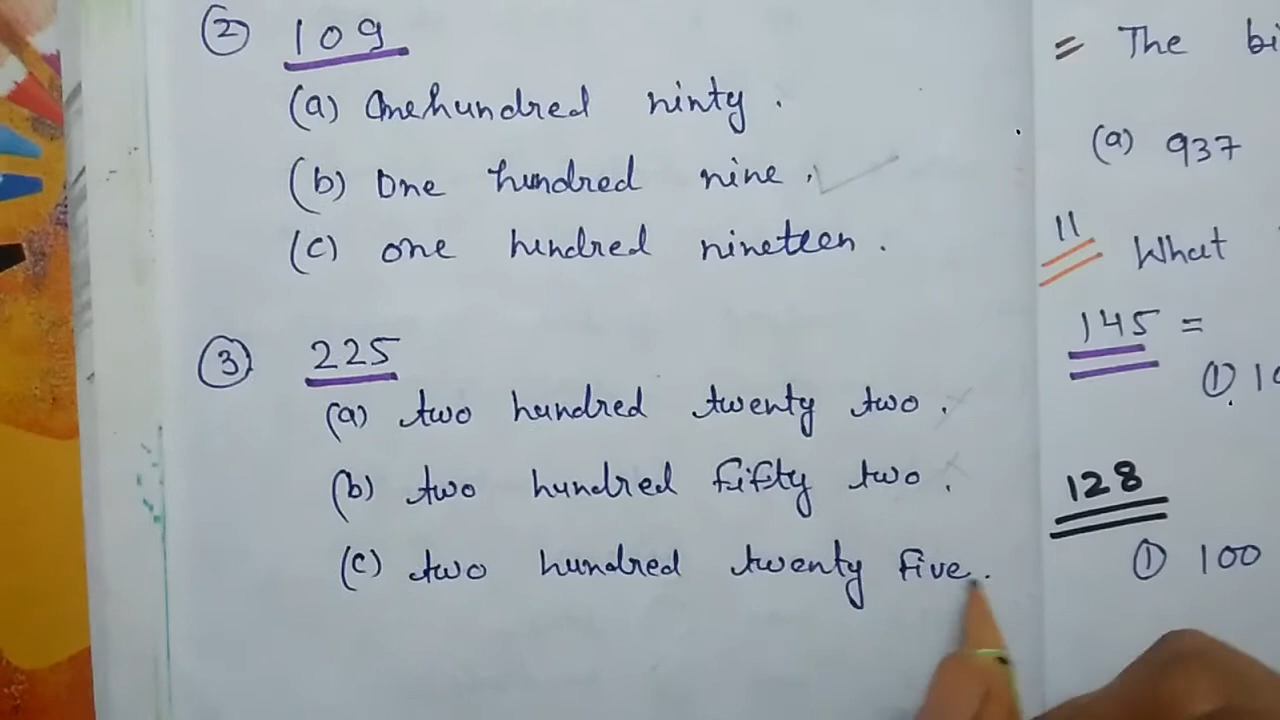 ② 109
(a) Onehundred ninty.
(b) One hundred nine.
(c) one hundred nineteen.
③ 225
(a) two hundred twenty two.
(b) two hundred fifty two.
(c) two hundred twenty five.
= The
(a) 937
11 What
145 =
①
128
① 100